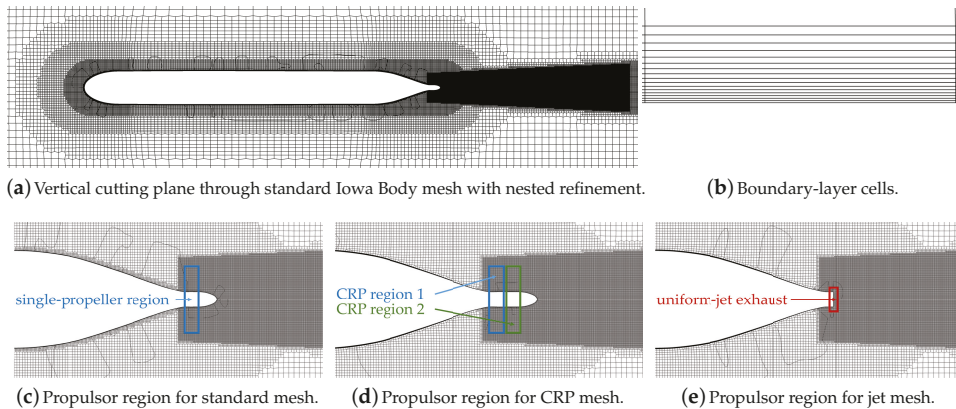 (a) Vertical cutting plane through standard Iowa Body mesh with nested refinement.
(b) Boundary-layer cells.
single-propeller region
CRP region 1
CRP region 2
uniform-jet exhaust
(c) Propulsor region for standard mesh.
(d) Propulsor region for CRP mesh.
(e) Propulsor region for jet mesh.